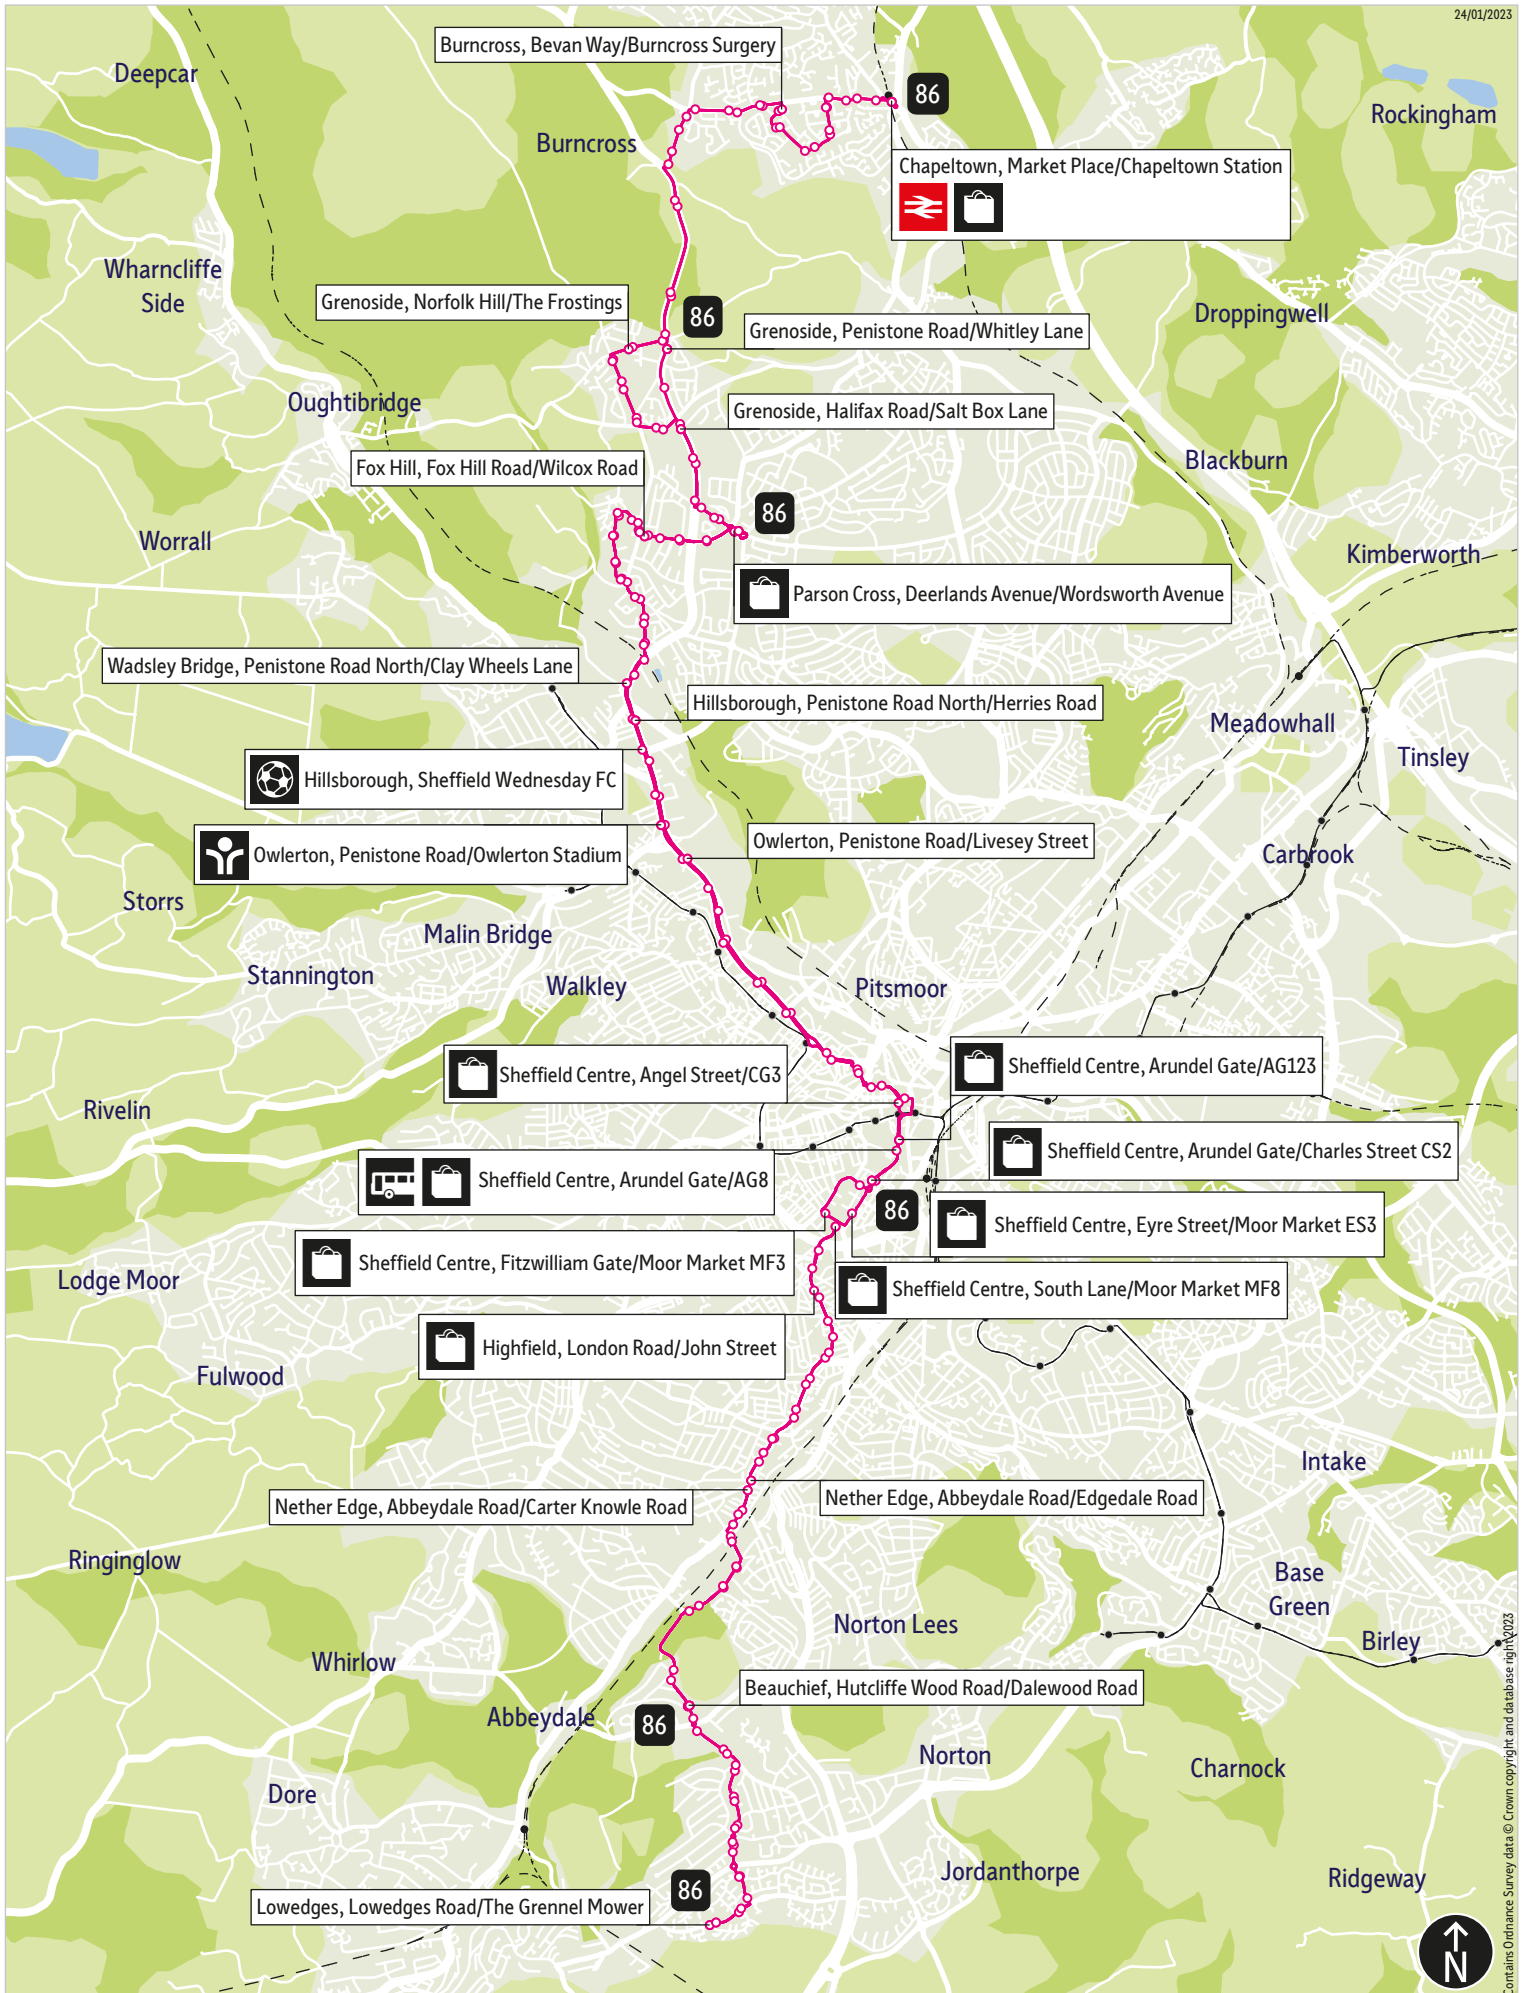 24/01/2023
Burncross, Bevan Way/Burncross Surgery
Deepcar
86
Rockingham
Burncross
Chapeltown, Market Place/Chapeltown Station
Wharncliffe
Side
Grenoside, Norfolk Hill/The Frostings
86
Droppingwell
Grenoside, Penistone Road/Whitley Lane
Oughtibridge
Grenoside, Halifax Road/Salt Box Lane
Fox Hill, Fox Hill Road/Wilcox Road
Blackburn
86
Worrall
Kimberworth
Parson Cross, Deerlands Avenue/Wordsworth Avenue
Wadsley Bridge, Penistone Road North/Clay Wheels Lane
Hillsborough, Penistone Road North/Herries Road
Meadowhall
Tinsley
Hillsborough, Sheffield Wednesday FC
Owlerton, Penistone Road/Livesey Street
Owlerton, Penistone Road/Owlerton Stadium
Carbrook
Storrs
Malin Bridge
Stannington
Walkley
Pitsmoor
Sheffield Centre, Arundel Gate/AG123
Sheffield Centre, Angel Street/CG3
Rivelin
Sheffield Centre, Arundel Gate/Charles Street CS2
Sheffield Centre, Arundel Gate/AG8
86
Sheffield Centre, Eyre Street/Moor Market ES3
Sheffield Centre, Fitzwilliam Gate/Moor Market MF3
Lodge Moor
Sheffield Centre, South Lane/Moor Market MF8
Highfield, London Road/John Street
Fulwood
Intake
Nether Edge, Abbeydale Road/Edgedale Road
Nether Edge, Abbeydale Road/Carter Knowle Road
Ringinglow
Base
Green
Norton Lees
Birley
Whirlow
Beauchief, Hutcliffe Wood Road/Dalewood Road
Abbeydale
86
Norton
Charnock
Dore
Jordanthorpe
Ridgeway
86
Lowedges, Lowedges Road/The Grennel Mower
N
Contains Ordnance Survey data © Crown copyright and database right 2023